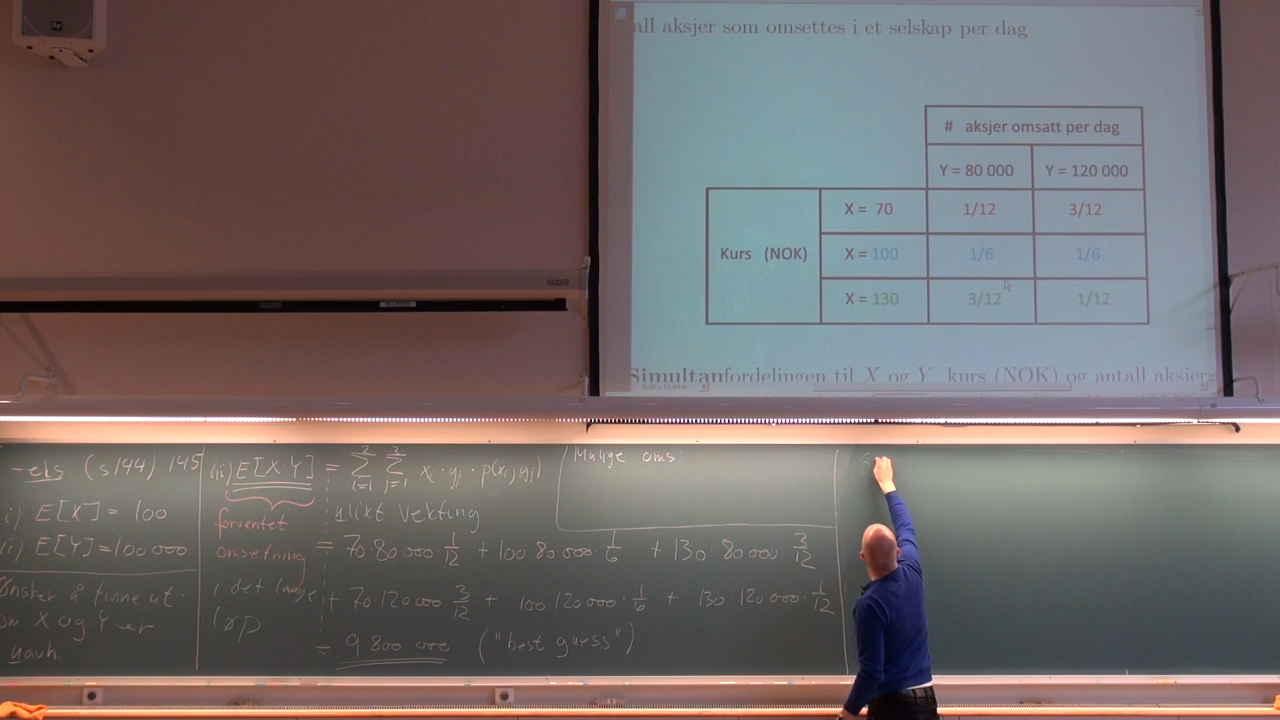 all aksjer som omsettes i et selskap per dag
# aksjer omsatt per dag
Y = 80 000 Y = 120 000
X = 70 1/12 3/12
Kurs (NOK) X = 100 1/6 1/6
X = 130 3/12 1/12
Simultanfordelingen til X og Y, kurs (NOK) og antall aksjer
- eks (s144) 145
i) E[X] = 100
ii) E[Y] = 100 000
Ønsker å finne ut
om X og Y er
uavh.
iii) E[X·Y] = Σ Σ xi · yj · p(xi, yj)
i=1 j=1
forventet
omsetning
i det lange
løp
ulikt vekting
= 70·80 000·1/12 + 100 80 000·1/6 + 130 80 000·3/12
+ 70 120 000 3/12 + 100·120 000·1/6 + 130·120 000·1/12
= 9 800 000 ("best guess")
Mulige oms: